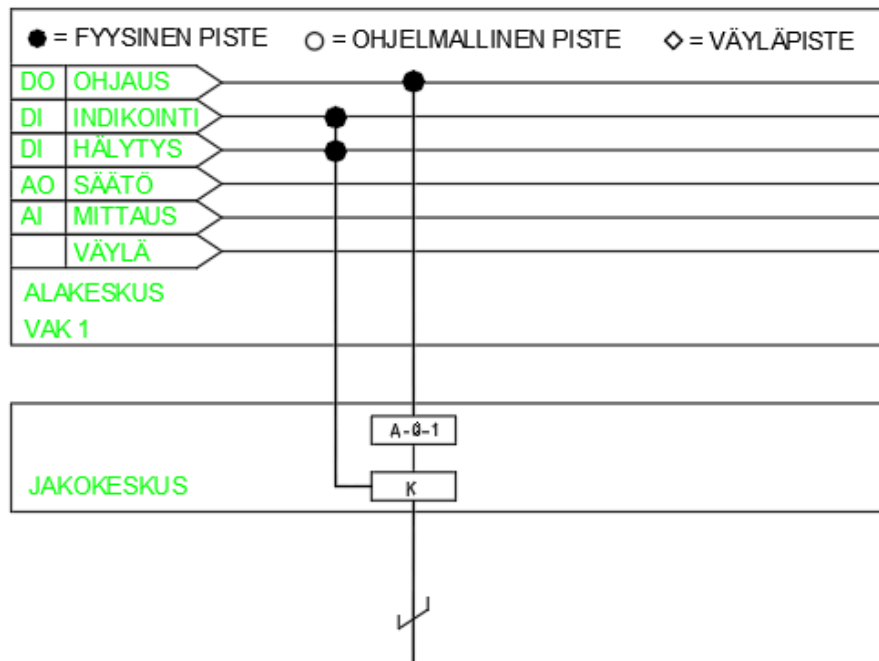 = FYYSINEN PISTE = OHJELMALLINEN PISTE = VÄYLÄPISTE
DO OHJAUS
DI INDIKOINTI
DI HÄLYTYS
AO SÄÄTÖ
AI MITTAUS
VÄYLÄ
ALAKESKUS
VAK 1
A-0-1
JAKOKESKUS
K